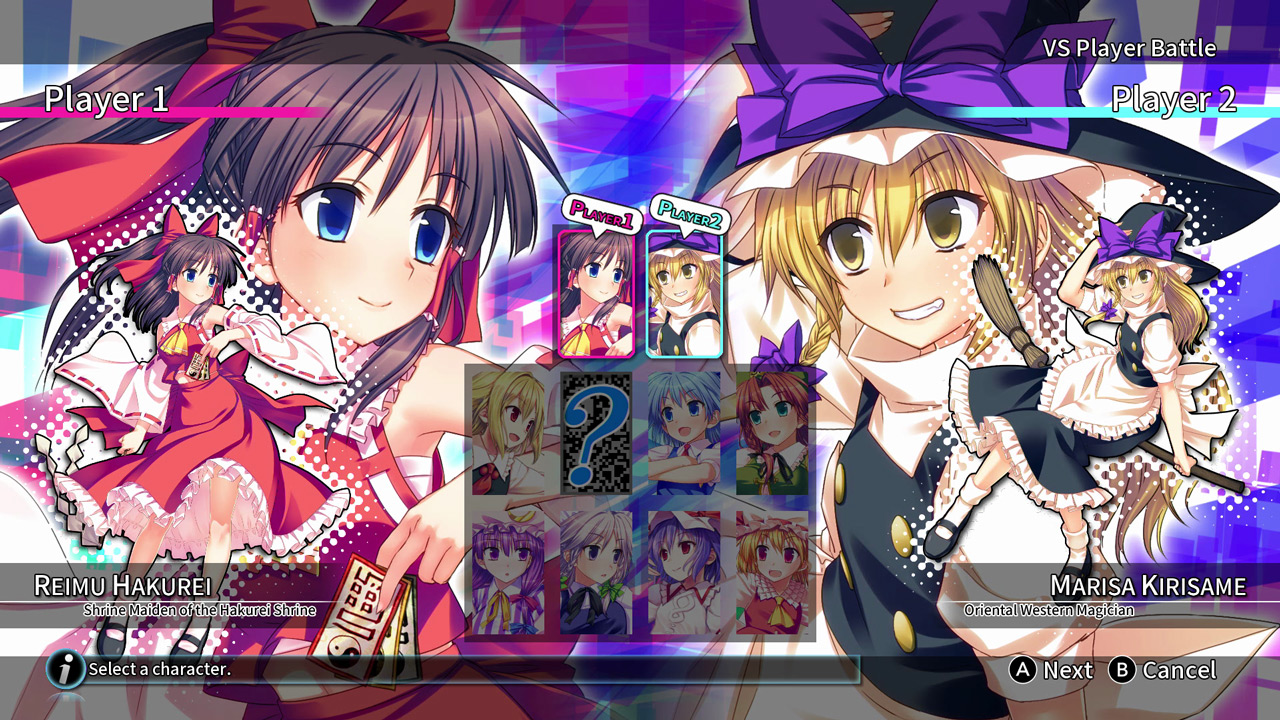 VS Player Battle
Player 1
Player 2
Player1
Player2
?
Reimu Hakurei
Shrine Maiden of the Hakurei Shrine
Marisa Kirisame
Oriental Western Magician
i Select a character.
A Next B Cancel